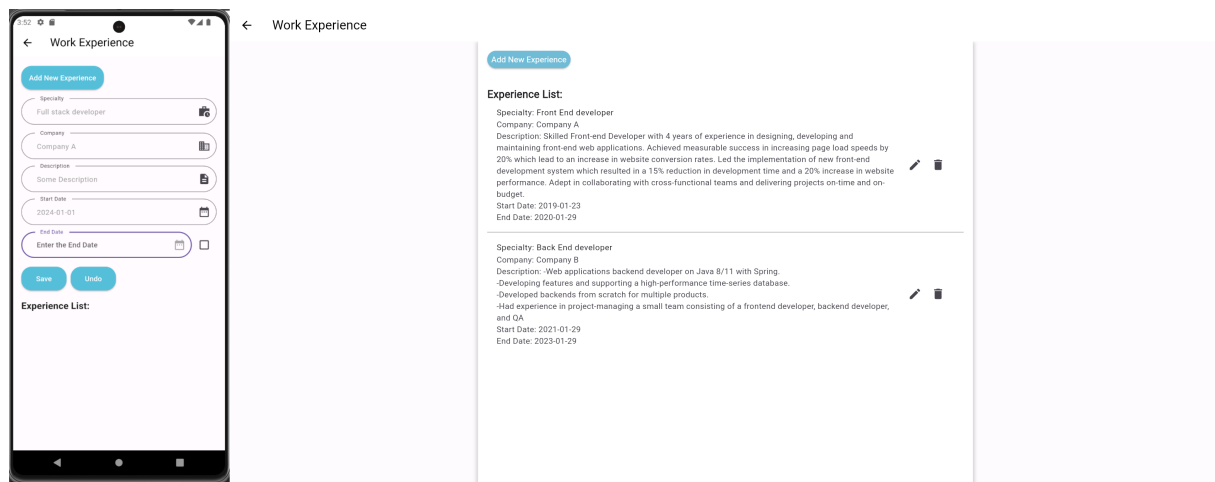 3:52
Work Experience
Add New Experience
Specialty
Full stack developer
Company
Company A
Description
Some Description
Start Date
2024-01-01
End Date
Enter the End Date
Save Undo
Experience List:
Work Experience
Add New Experience
Experience List:
Specialty: Front End developer
Company: Company A
Description: Skilled Front-end Developer with 4 years of experience in designing, developing and
maintaining front-end web applications. Achieved measurable success in increasing page load speeds by
20% which lead to an increase in website conversion rates. Led the implementation of new front-end
development system which resulted in a 15% reduction in development time and a 20% increase in website
performance. Adept in collaborating with cross-functional teams and delivering projects on-time and on-
budget.
Start Date: 2019-01-23
End Date: 2020-01-29
Specialty: Back End developer
Company: Company B
Description: -Web applications backend developer on Java 8/11 with Spring.
-Developing features and supporting a high-performance time-series database.
-Developed backends from scratch for multiple products.
-Had experience in project-managing a small team consisting of a frontend developer, backend developer,
and QA
Start Date: 2021-01-29
End Date: 2023-01-29